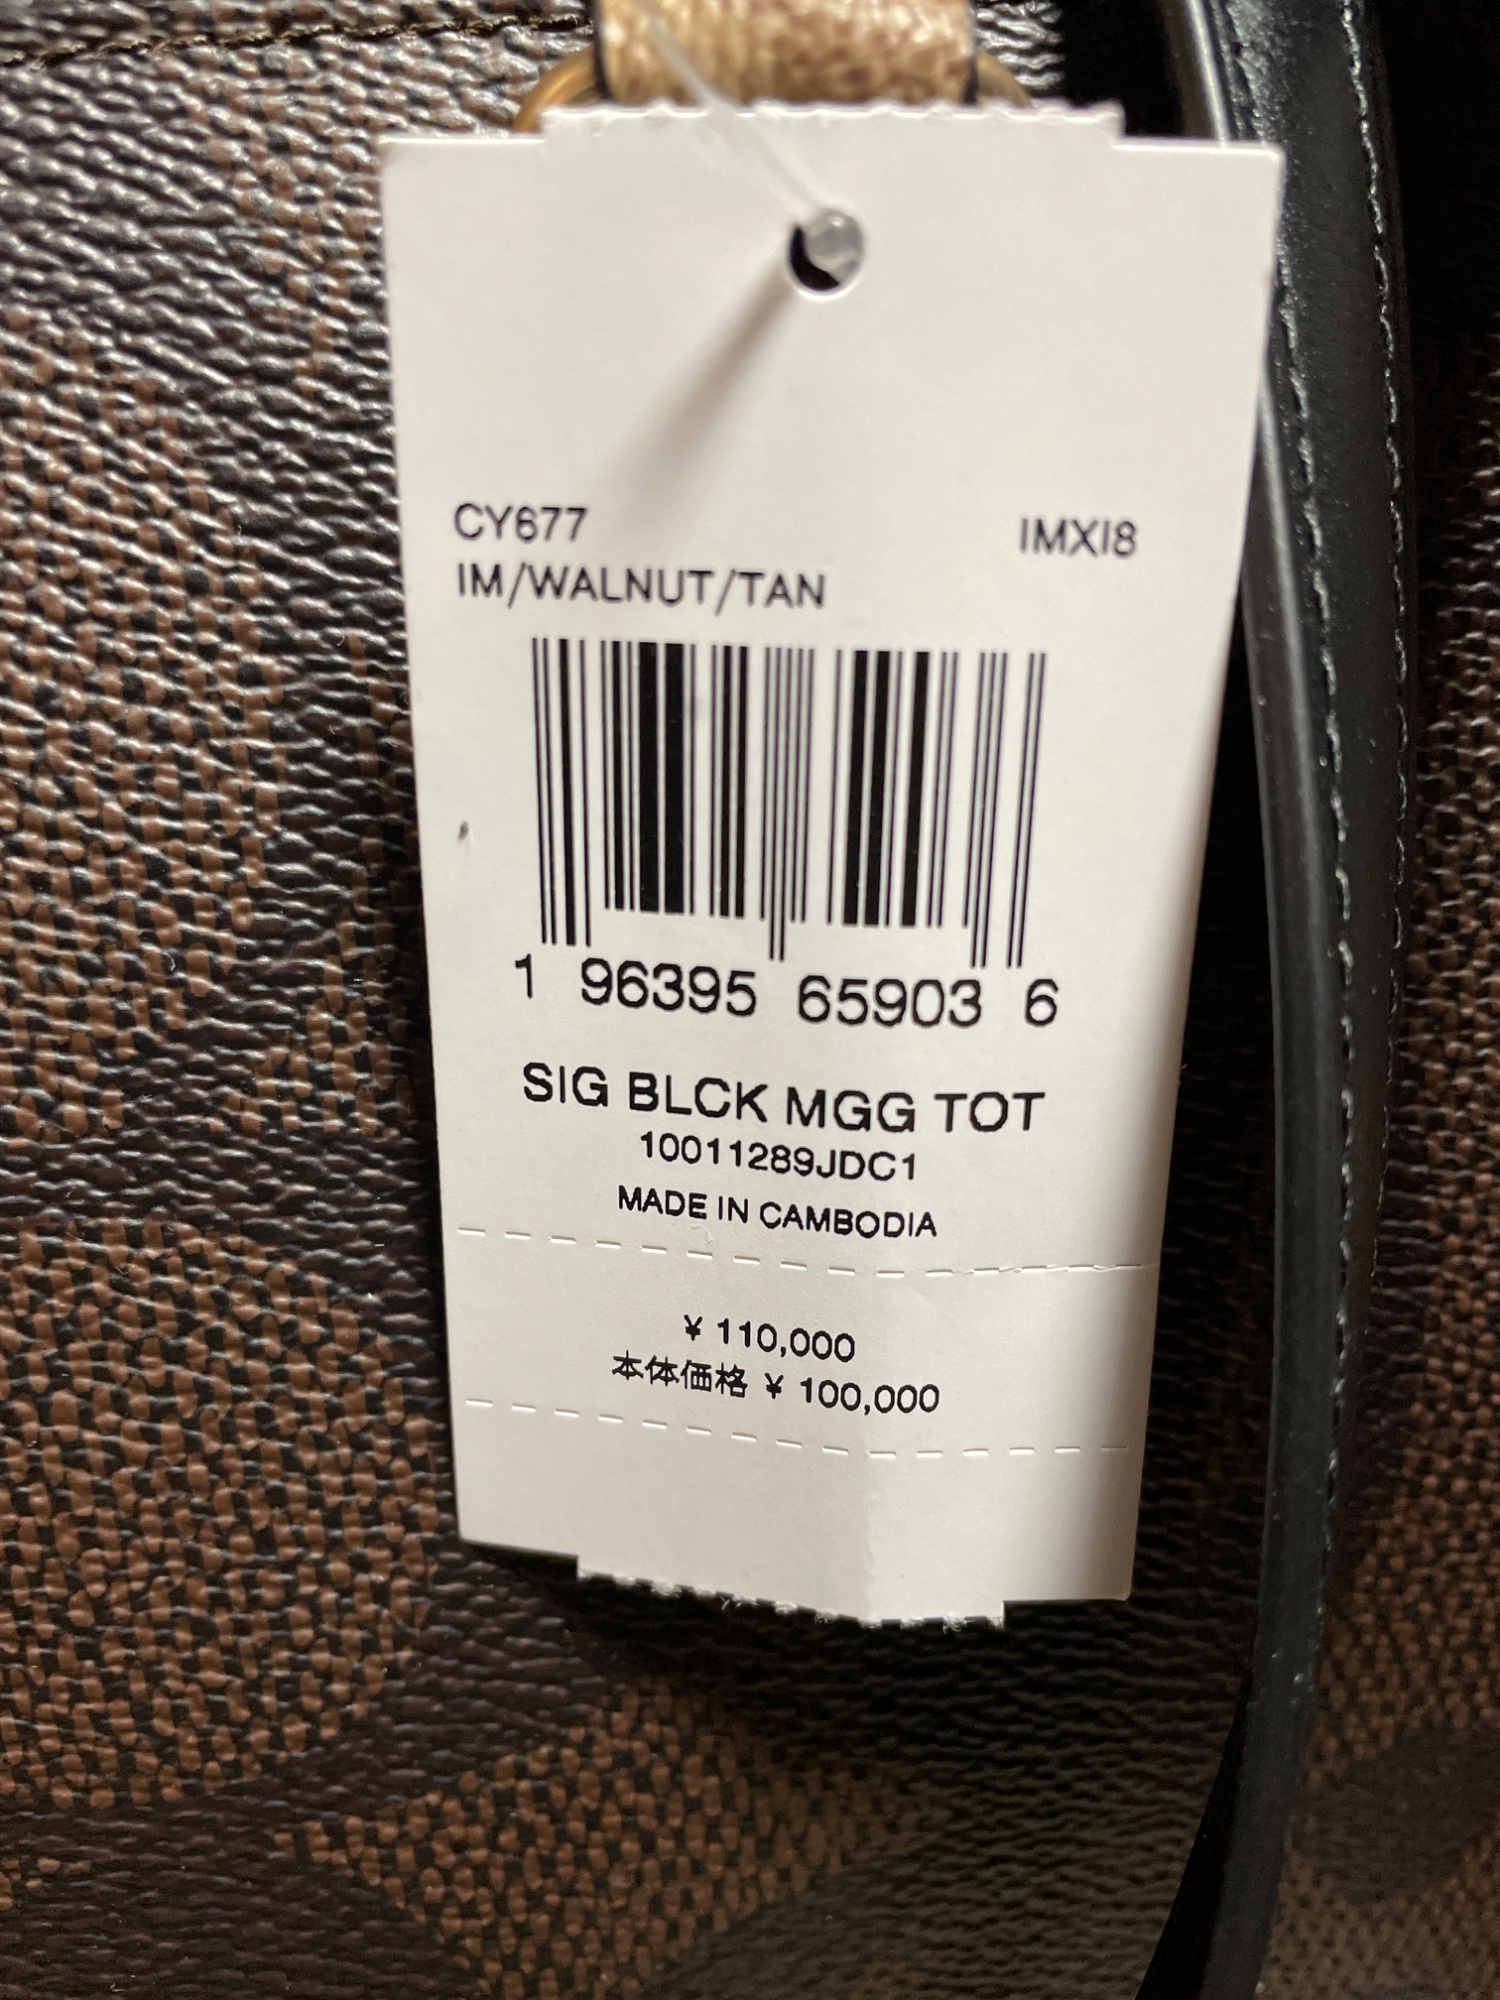 CY677 IMXI8
IM/WALNUT/TAN
1 96395 65903 6
SIG BLCK MGG TOT
10011289JDC1
MADE IN CAMBODIA
¥ 110,000
本体価格 ¥ 100,000